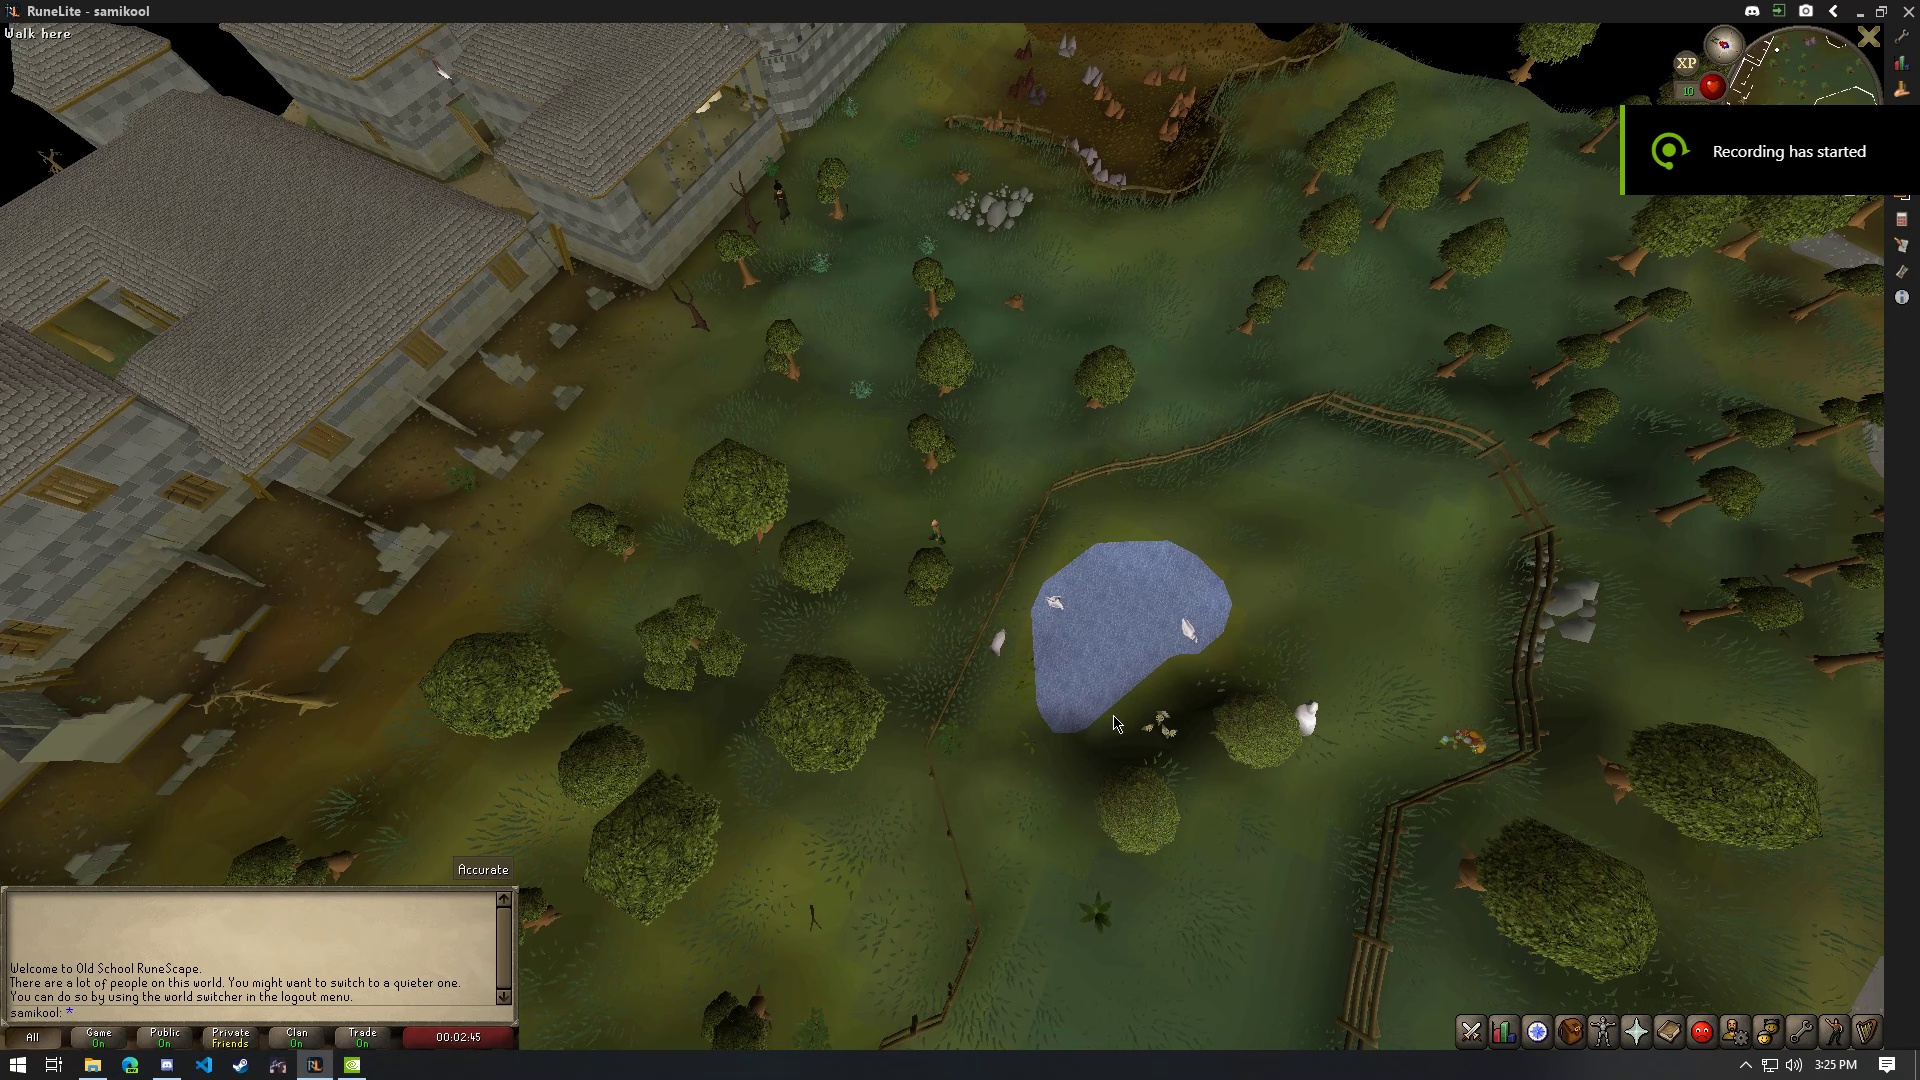 RuneLite - samikool
Walk here
XP
10
Recording has started
Accurate
Welcome to Old School RuneScape.
There are a lot of people on this world. You might want to switch to a quieter one.
You can do so by using the world switcher in the logout menu.
samikool: *
All
Game
On
Public
On
Private
Friends
Clan
On
Trade
On
00:02:45
3:25 PM